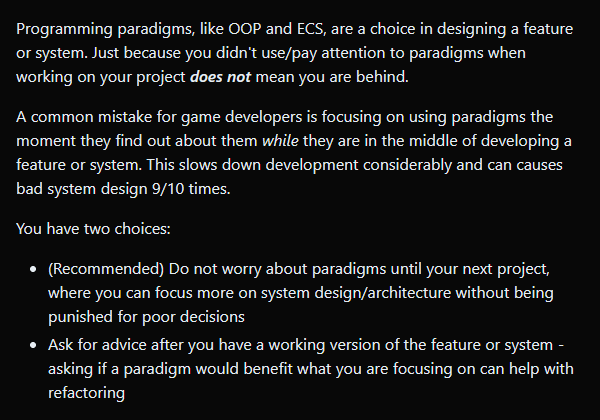 Programming paradigms, like OOP and ECS, are a choice in designing a feature
or system. Just because you didn't use/pay attention to paradigms when
working on your project does not mean you are behind.
A common mistake for game developers is focusing on using paradigms the
moment they find out about them while they are in the middle of developing a
feature or system. This slows down development considerably and can causes
bad system design 9/10 times.
You have two choices:
• (Recommended) Do not worry about paradigms until your next project,
where you can focus more on system design/architecture without being
punished for poor decisions
• Ask for advice after you have a working version of the feature or system -
asking if a paradigm would benefit what you are focusing on can help with
refactoring